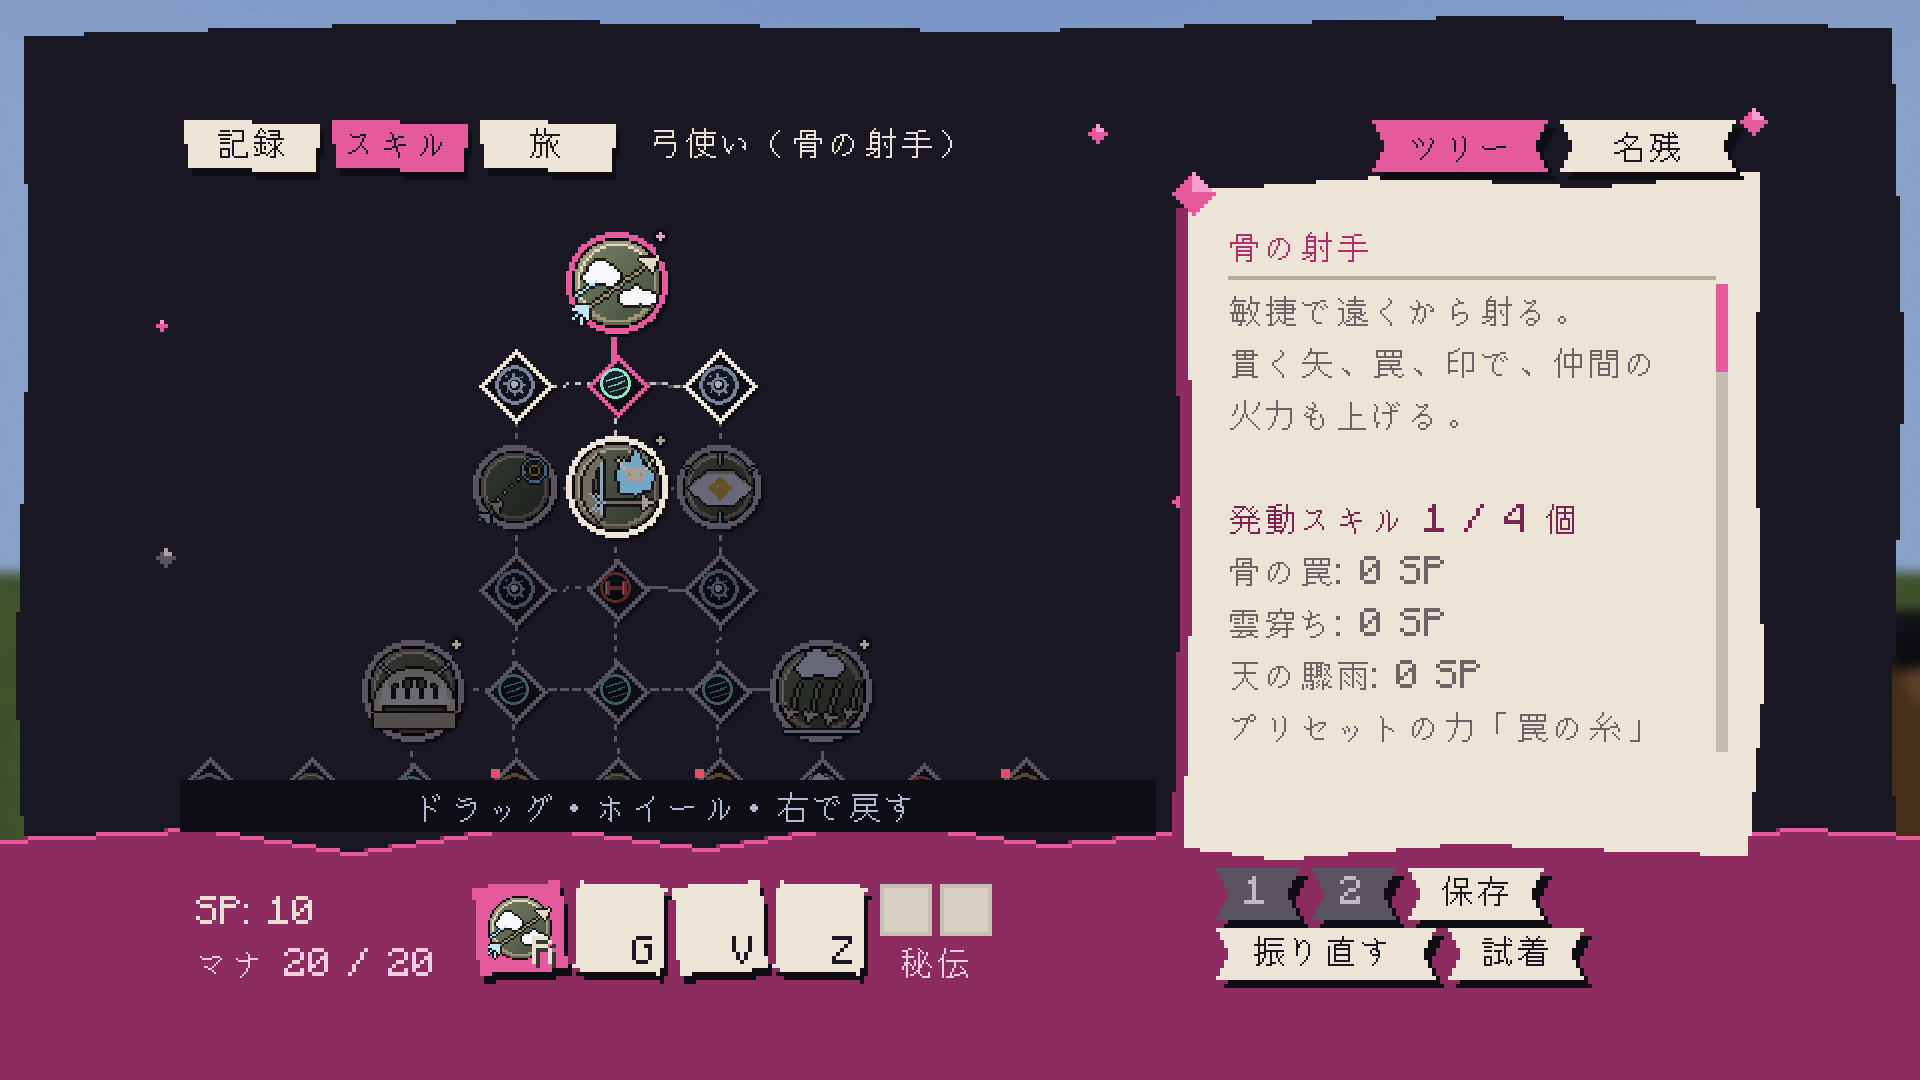 記録 スキル 旅 弓使い（骨の射手） ツリー 名残
骨の射手
敏捷で遠くから射る。
貫く矢、罠、印で、仲間の
火力も上げる。
発動スキル 1 / 4 個
骨の罠: 0 SP
雲穿ち: 0 SP
天の驟雨: 0 SP
プリセットの力「罠の糸」
ドラッグ・ホイール・右で戻す
SP: 10
マナ 20 / 20
R G V Z
秘伝
1 2 保存
振り直す 試着